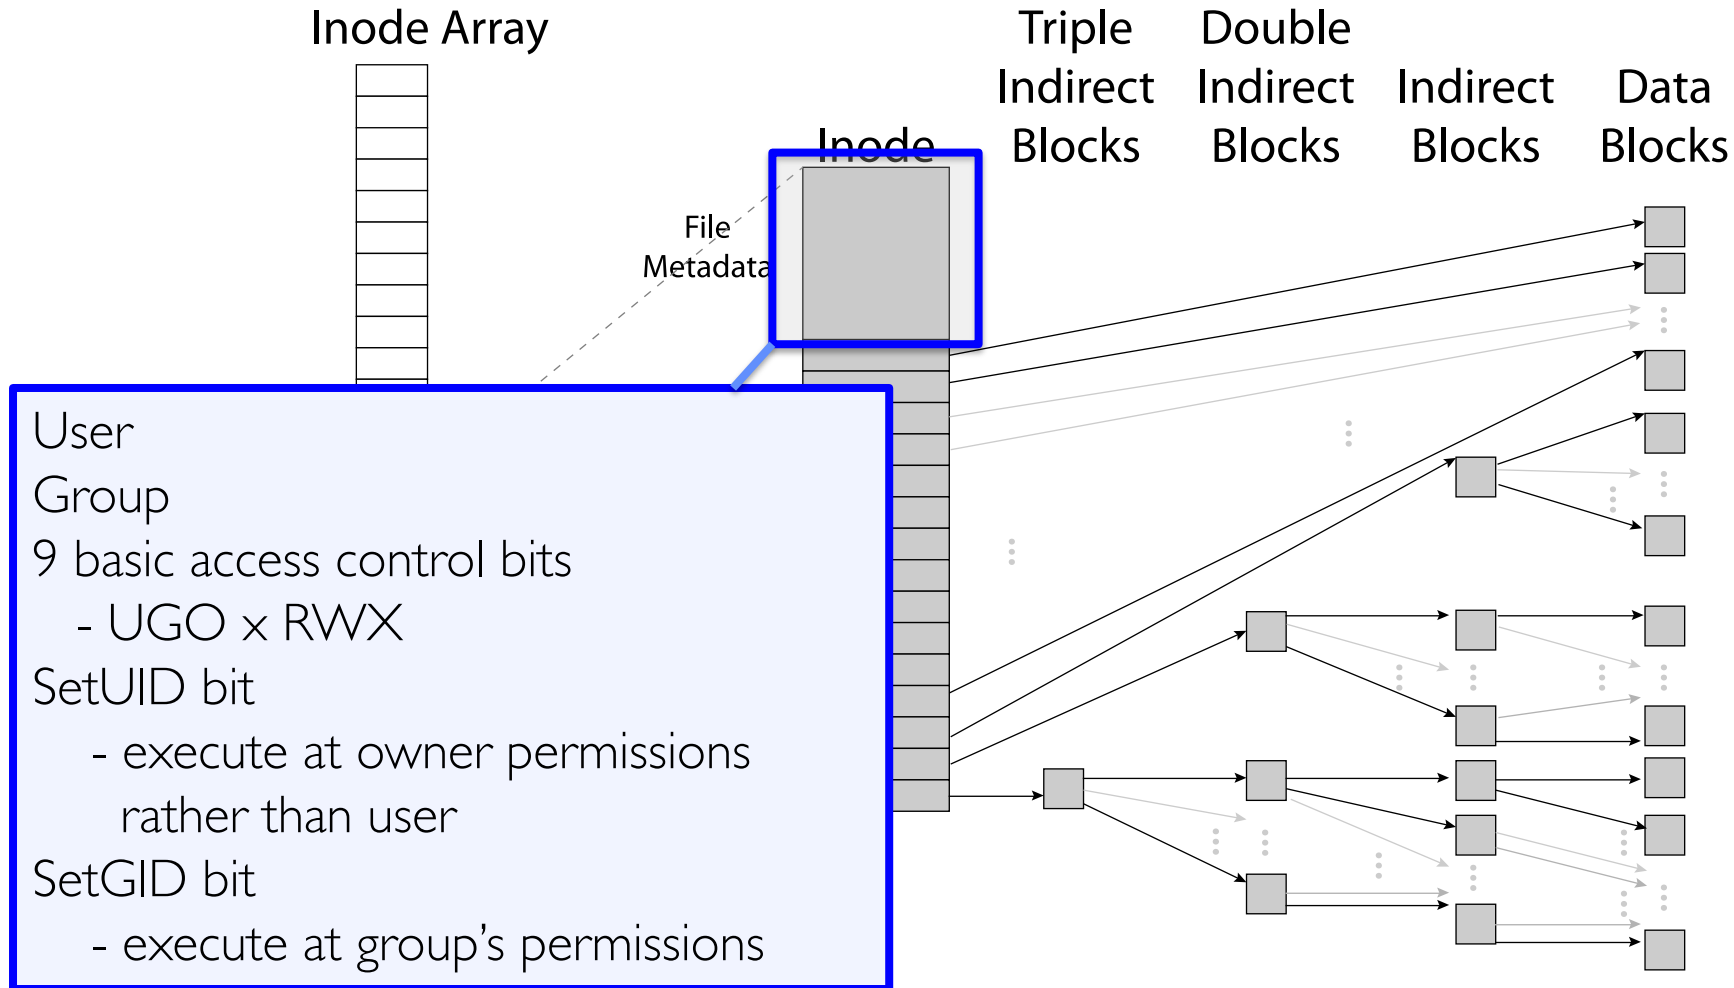 Inode Array
Triple
Indirect
Blocks
Double
Indirect
Blocks
Indirect
Blocks
Data
Blocks
Inode
File
Metadata
User
Group
9 basic access control bits
- UGO x RWX
SetUID bit
- execute at owner permissions
rather than user
SetGID bit
- execute at group's permissions